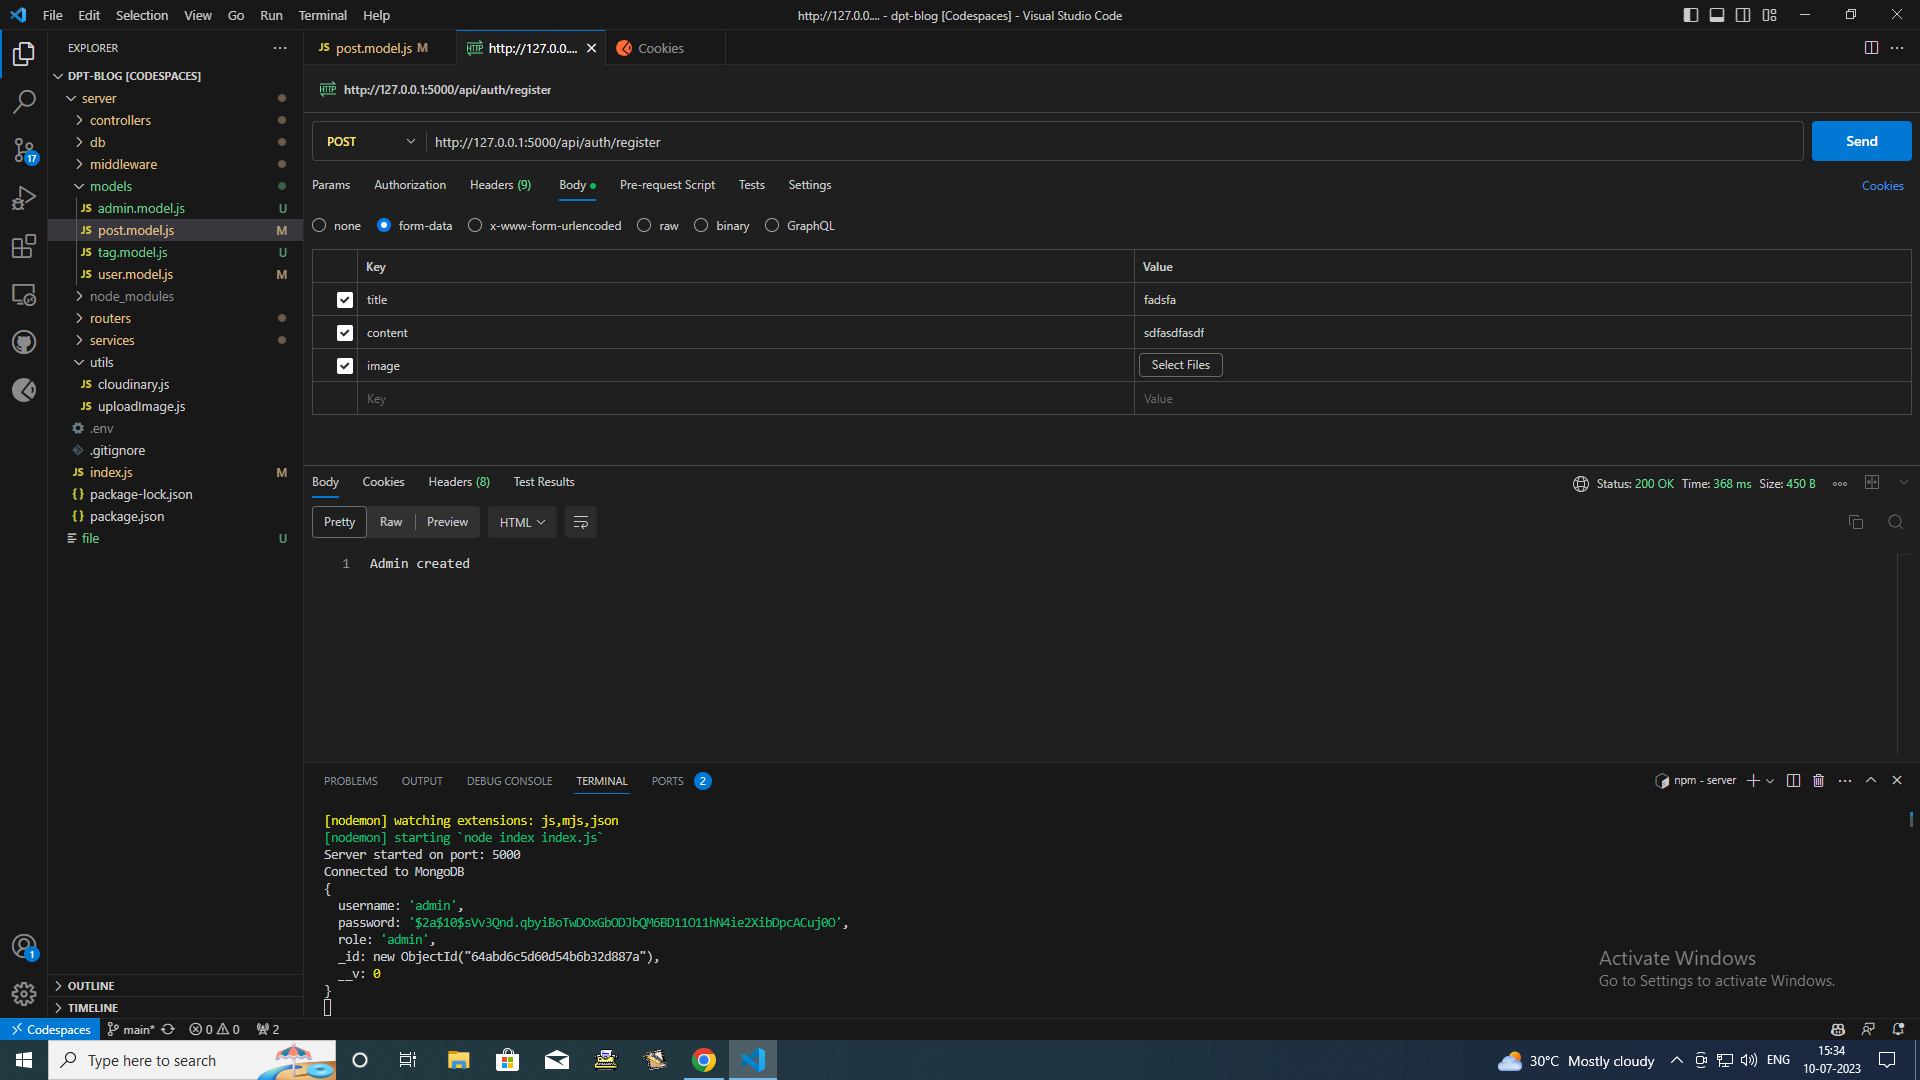 File Edit Selection View Go Run Terminal Help
http://127.0.0.... - dpt-blog [Codespaces] - Visual Studio Code
EXPLORER
DPT-BLOG [CODESPACES]
server
controllers
db
middleware
models
JS admin.model.js U
JS post.model.js M
JS tag.model.js U
JS user.model.js M
node_modules
routers
services
utils
JS cloudinary.js
JS uploadImage.js
.env
.gitignore
JS index.js M
{} package-lock.json
{} package.json
file U
OUTLINE
TIMELINE
17
1
JS post.model.js M
HTTP http://127.0.0....
Cookies
HTTP http://127.0.0.1:5000/api/auth/register
POST http://127.0.0.1:5000/api/auth/register Send
Params Authorization Headers (9) Body Pre-request Script Tests Settings Cookies
none form-data x-www-form-urlencoded raw binary GraphQL
Key Value
title fadsfa
content sdfasdfasdf
image Select Files
Key Value
Body Cookies Headers (8) Test Results Status: 200 OK Time: 368 ms Size: 450 B
Pretty Raw Preview HTML
1 Admin created
PROBLEMS OUTPUT DEBUG CONSOLE TERMINAL PORTS 2 npm - server
[nodemon] watching extensions: js,mjs,json
[nodemon] starting `node index index.js`
Server started on port: 5000
Connected to MongoDB
{
username: 'admin',
password: '$2a$10$sVv3Qnd.qbyiBoTwDOxGbODJbQM6BD11O11hN4ie2XibDpcACuj0O',
role: 'admin',
_id: new ObjectId("64abd6c5d60d54b6b32d887a"),
__v: 0
}
Activate Windows
Go to Settings to activate Windows.
Codespaces main* 0 0 2
Type here to search
30°C Mostly cloudy
ENG
15:34
10-07-2023